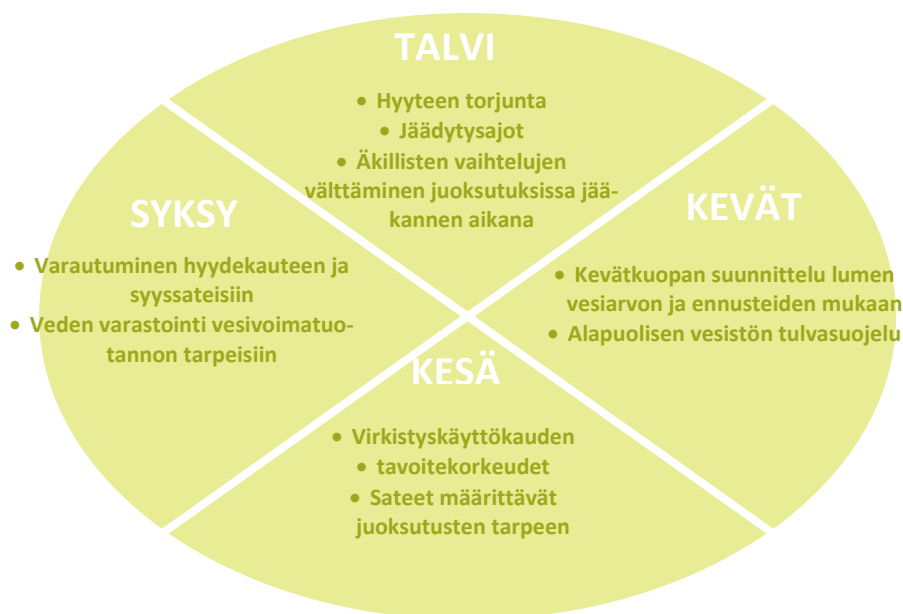 TALVI
• Hyyteen torjunta
• Jäädytysajot
• Äkillisten vaihtelujen
välttäminen juoksutuksissa jää-
kannen aikana
SYKSY
• Varautuminen hyydekauteen ja
syyssateisiin
• Veden varastointi vesivoimatuo-
tannon tarpeisiin
KEVÄT
• Kevätkuopan suunnittelu lumen
vesiarvon ja ennusteiden mukaan
• Alapuolisen vesistön tulvasuojelu
KESÄ
• Virkistyskäyttökauden
• tavoitekorkeudet
• Sateet määrittävät
juoksutusten tarpeen